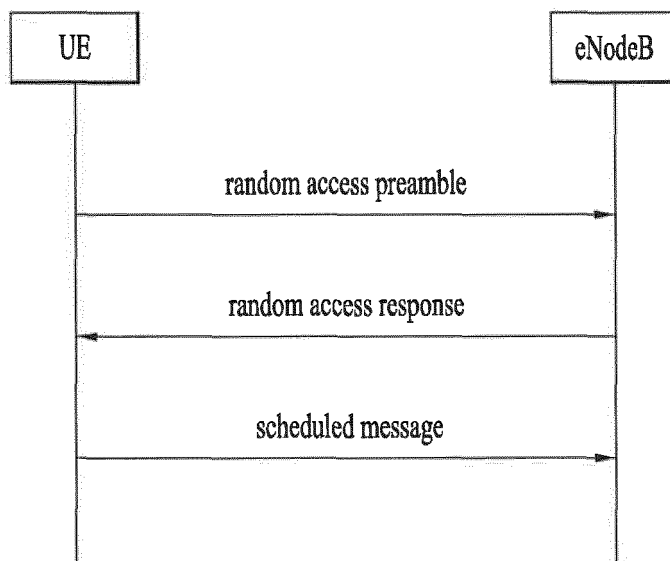 UE
eNodeB
random access preamble
random access response
scheduled message